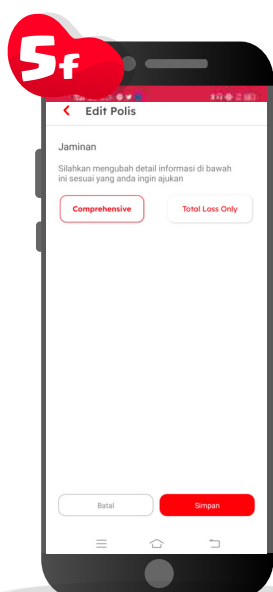 5f
Edit Polis
Jaminan
Silahkan mengubah detail informasi di bawah
ini sesuai yang anda ingin ajukan
Comprehensive
Total Loss Only
Batal
Simpan